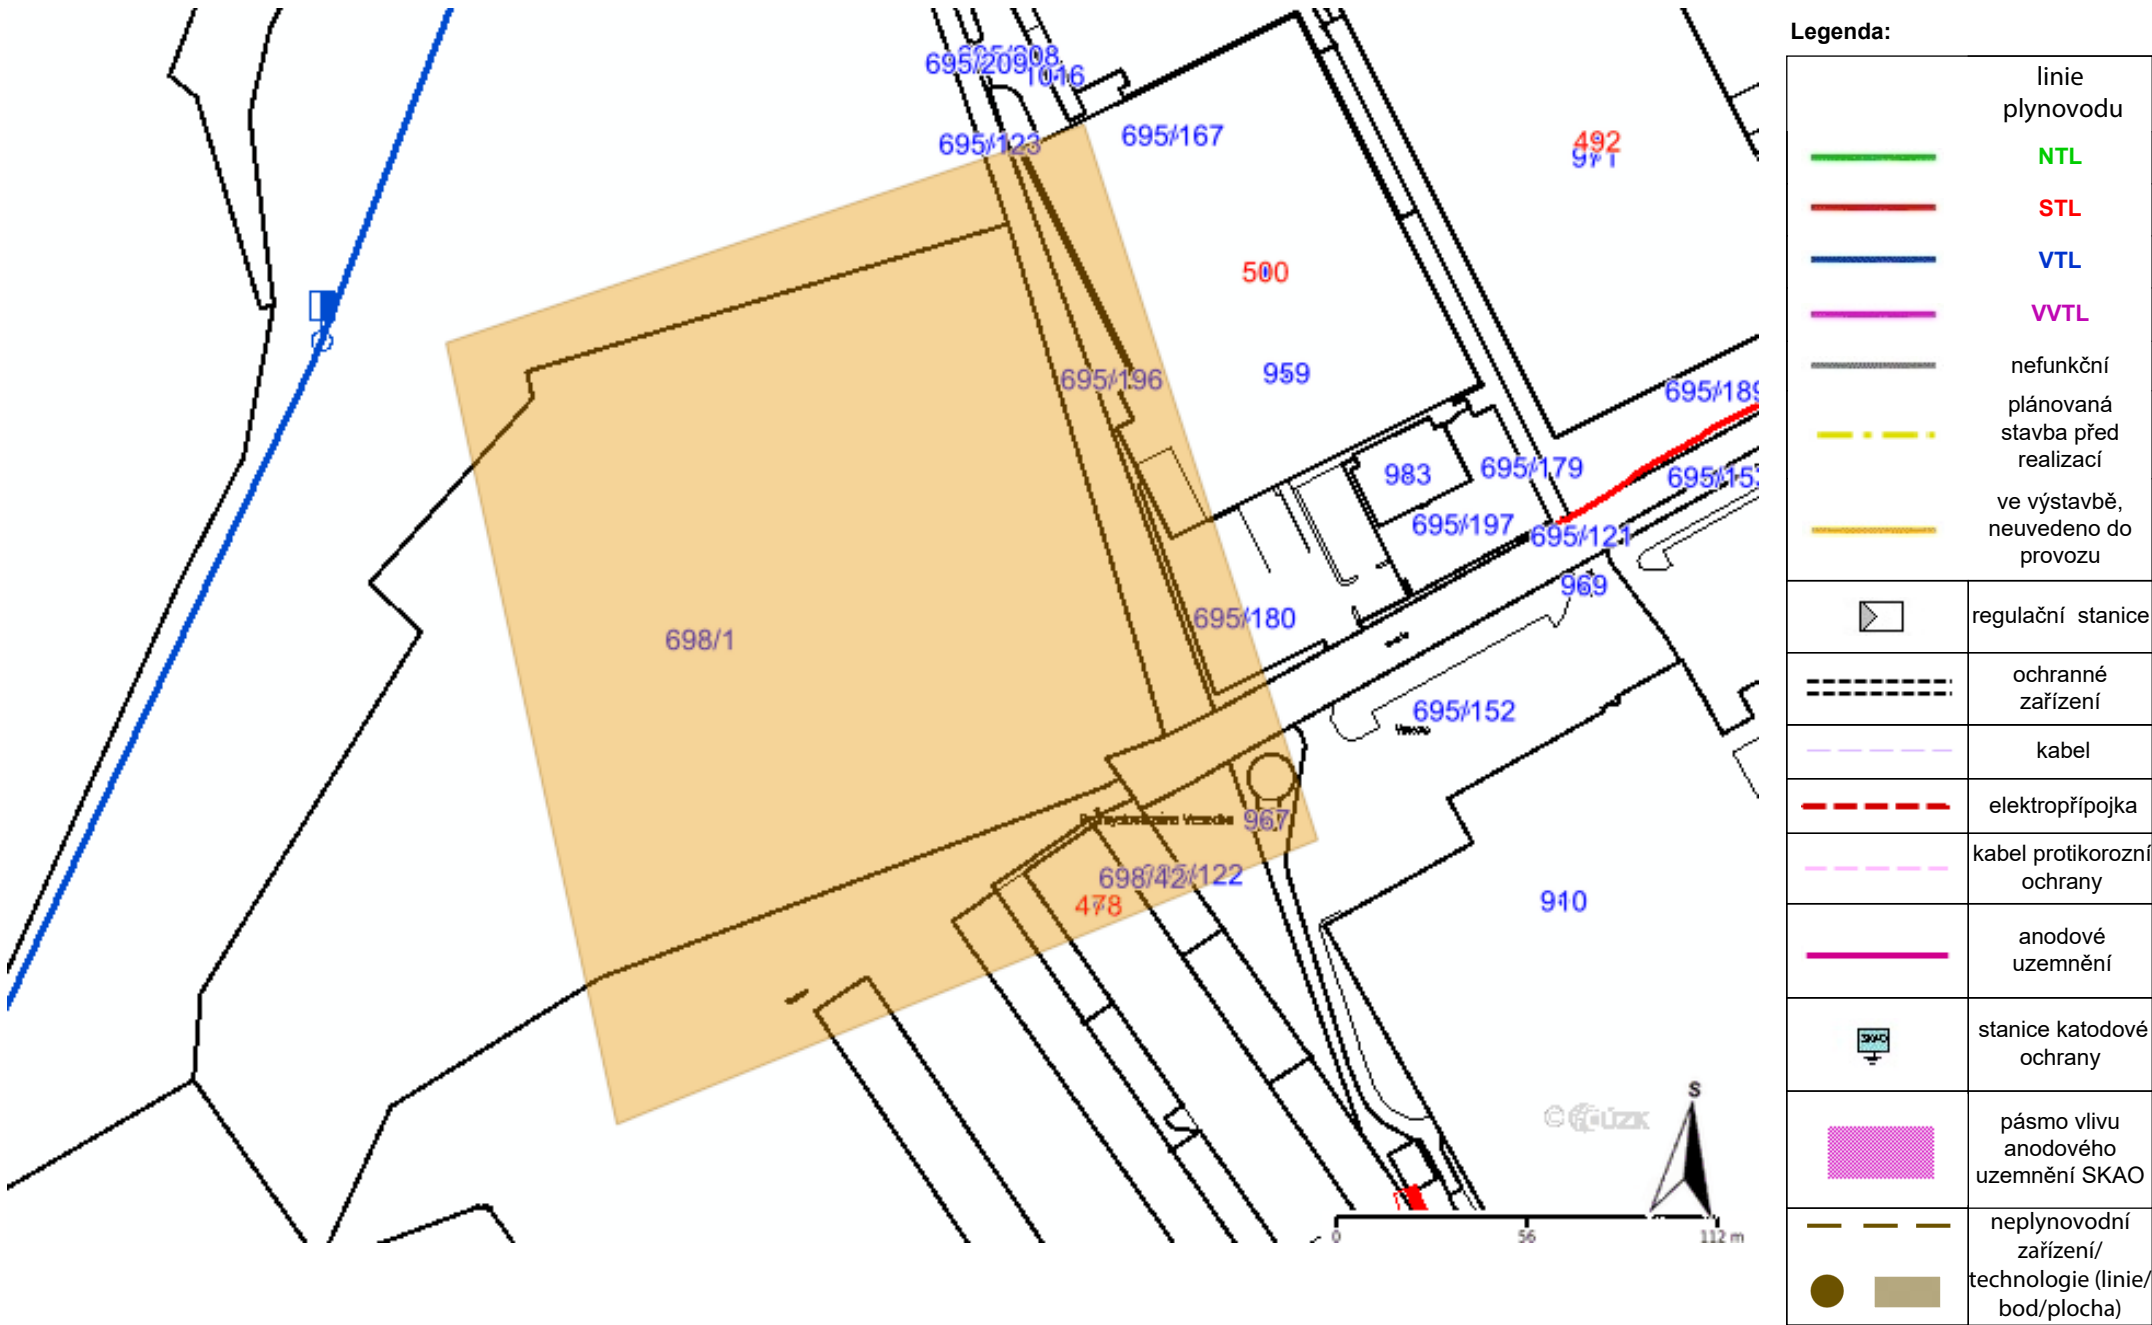 Legenda:
linie
plynovodu
NTL
STL
VTL
VVTL
nefunkční
plánovaná
stavba před
realizací
ve výstavbě,
neuvedeno do
provozu
regulační stanice
ochranné
zařízení
kabel
elektropřípojka
kabel protikorozní
ochrany
anodové
uzemnění
SKAO
stanice katodové
ochrany
pásmo vlivu
anodového
uzemnění SKAO
neplynovodní
zařízení/
technologie (linie/
bod/plocha)
695/209
1016
695/123
695/167
492
971
500
959
695/196
695/189
983
695/179
695/197
695/121
969
695/180
698/1
695/152
967
698/42
478
910
© ČÚZK
S
0 56 112 m